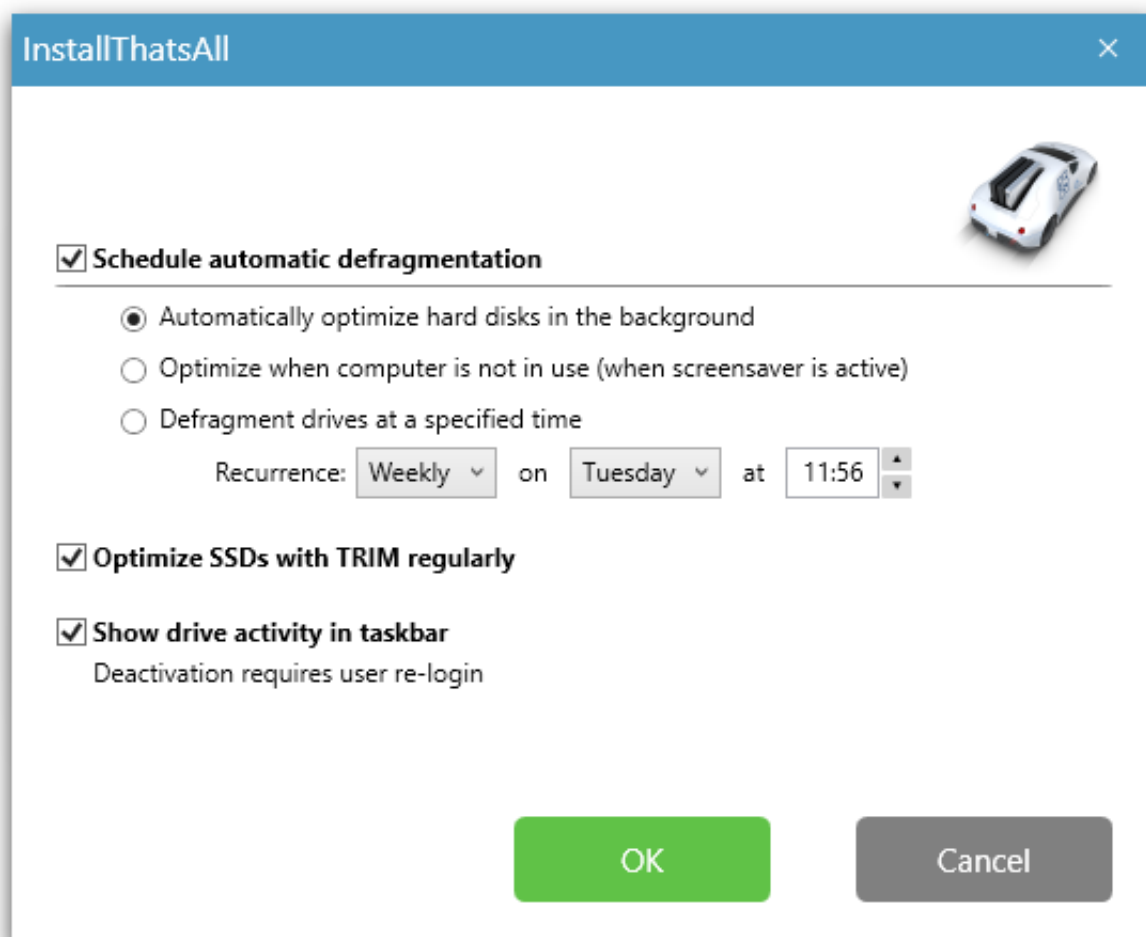 InstallThatsAll
Schedule automatic defragmentation
Automatically optimize hard disks in the background
Optimize when computer is not in use (when screensaver is active)
Defragment drives at a specified time
Recurrence: Weekly on Tuesday at 11:56
Optimize SSDs with TRIM regularly
Show drive activity in taskbar
Deactivation requires user re-login
OK Cancel